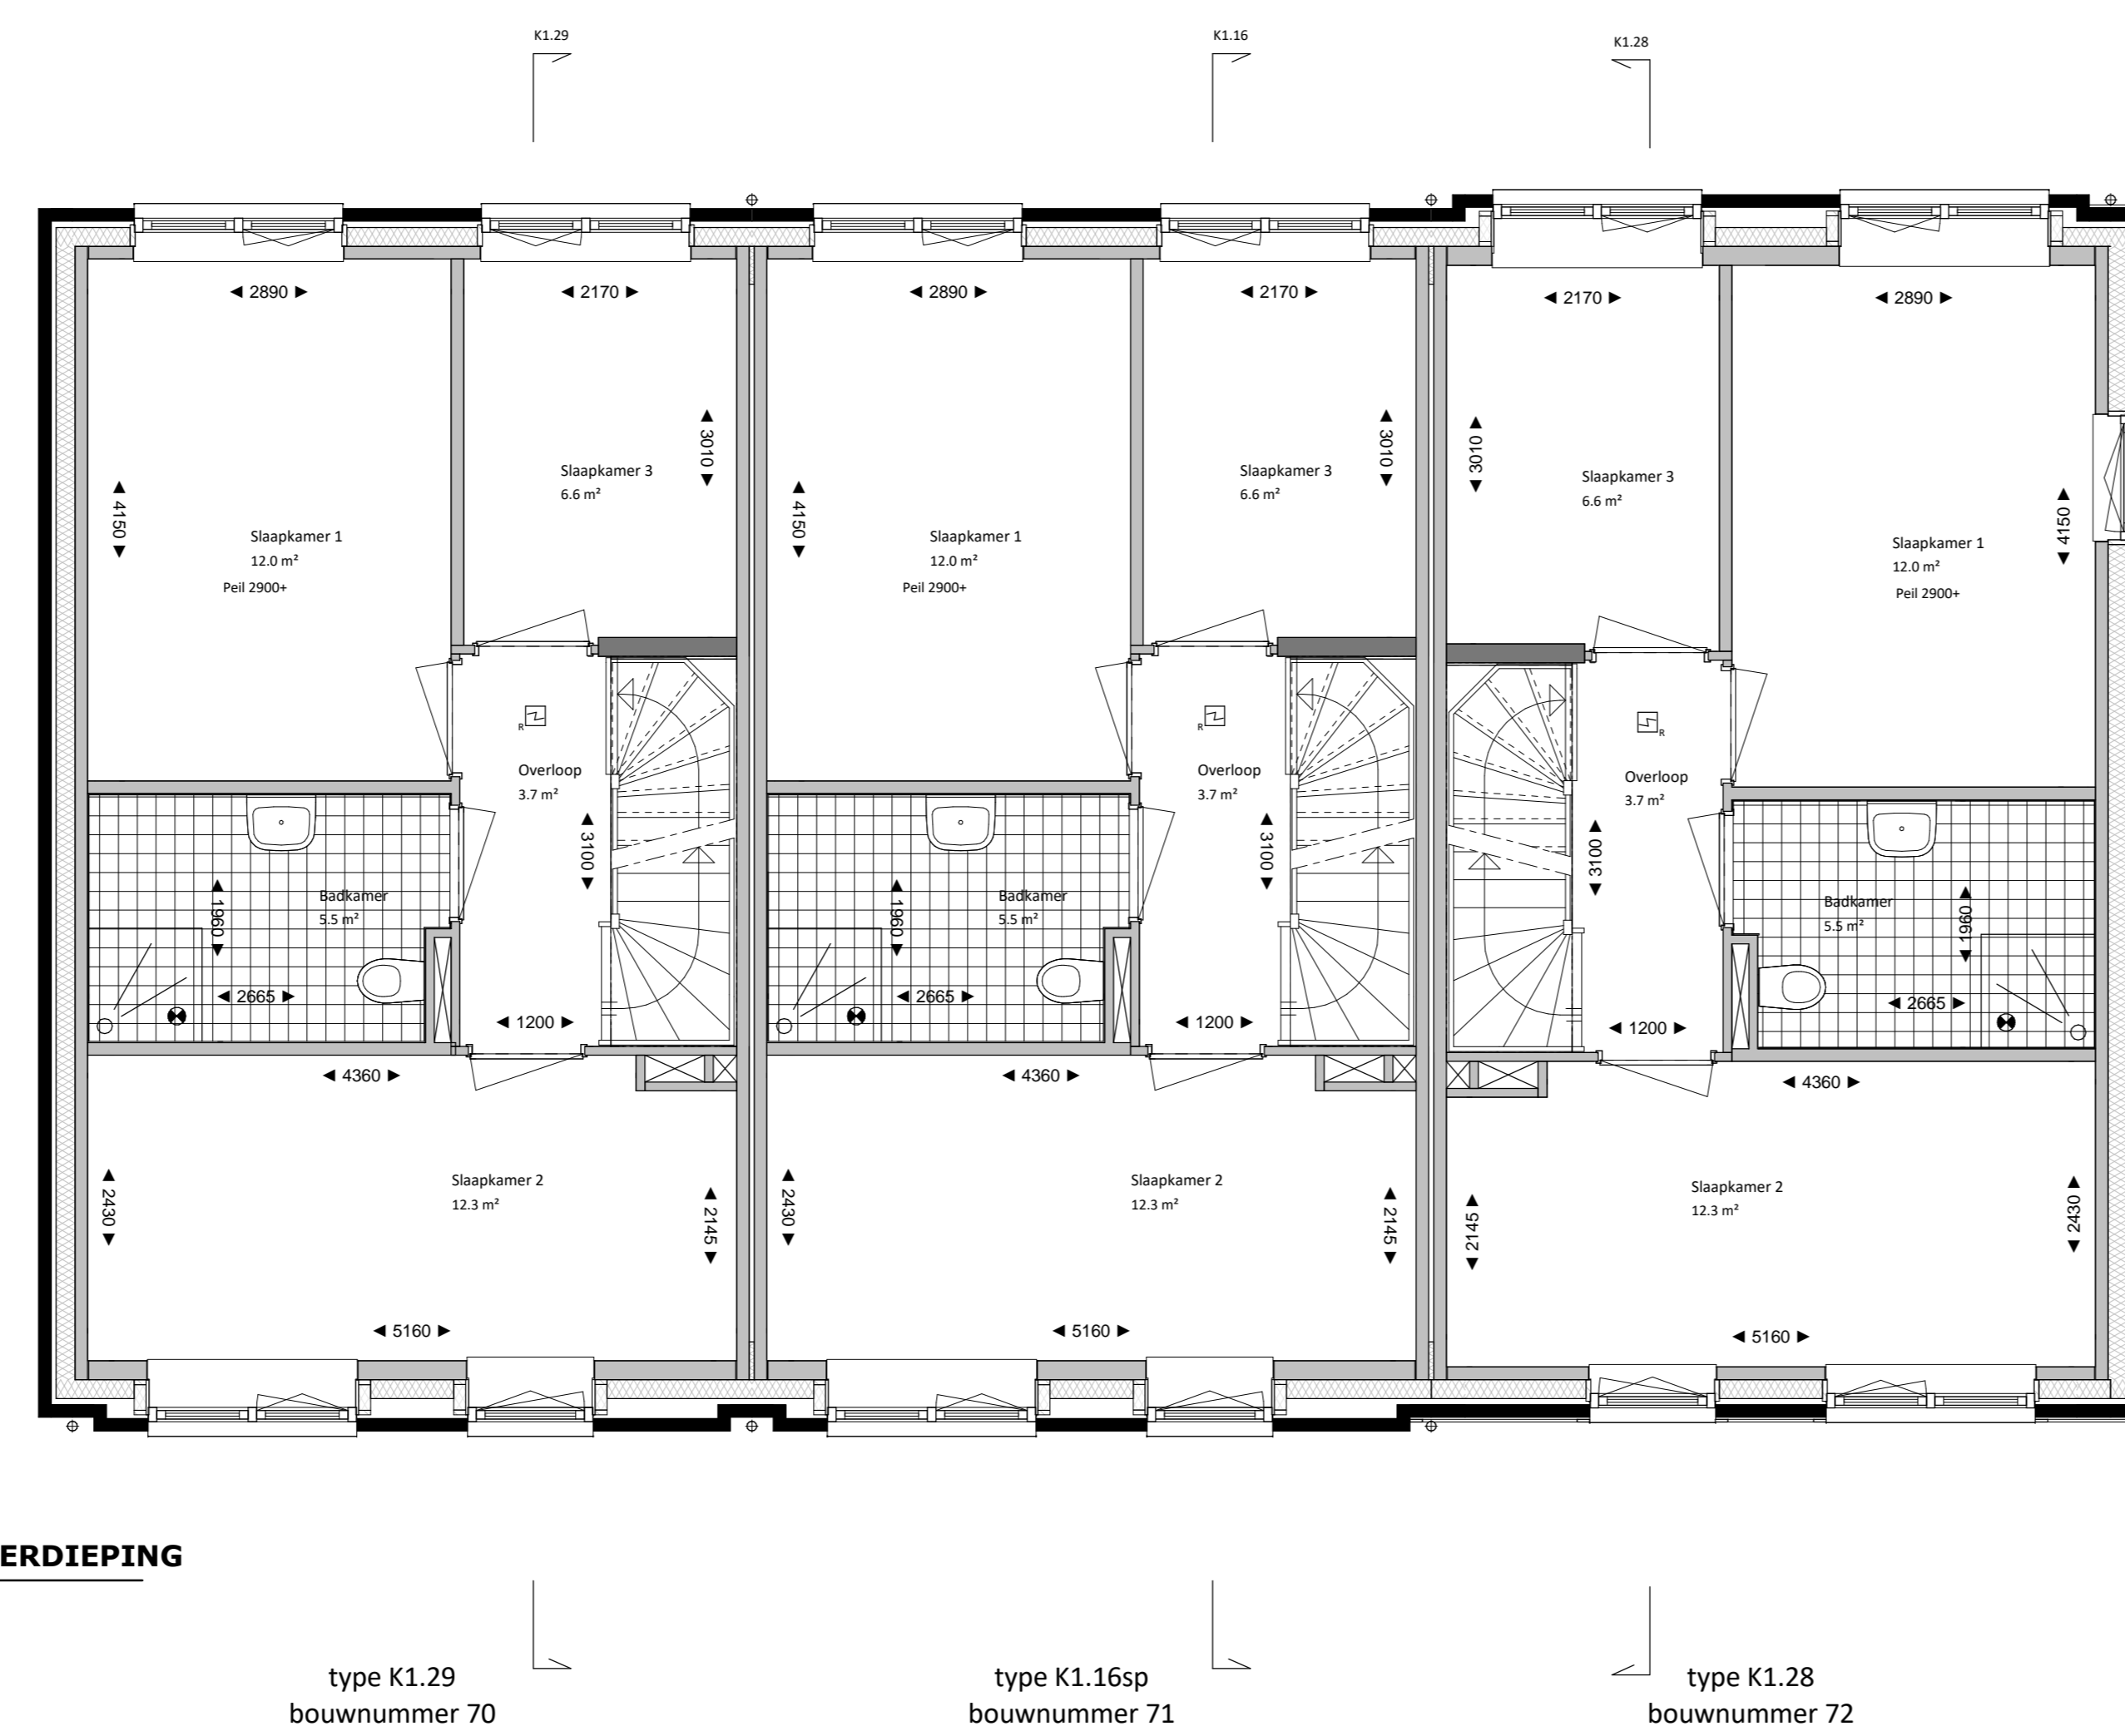 K1.29
K1.16
K1.28
◄ 2890 ►
◄ 2170 ►
◄ 2890 ►
◄ 2170 ►
◄ 2170 ►
◄ 2890 ►
◄ 3010 ►
◄ 3010 ►
◄ 3010 ►
Slaapkamer 3
6.6 m²
Slaapkamer 3
6.6 m²
Slaapkamer 3
6.6 m²
◄ 4150 ►
◄ 4150 ►
◄ 4150 ►
Slaapkamer 1
12.0 m²
Peil 2900+
Slaapkamer 1
12.0 m²
Peil 2900+
Slaapkamer 1
12.0 m²
Peil 2900+
R
R
R
Overloop
3.7 m²
Overloop
3.7 m²
Overloop
3.7 m²
◄ 3100 ►
◄ 3100 ►
◄ 3100 ►
Badkamer
5.5 m²
Badkamer
5.5 m²
Badkamer
5.5 m²
◄ 1960 ►
◄ 1960 ►
◄ 1960 ►
◄ 2665 ►
◄ 2665 ►
◄ 2665 ►
◄ 1200 ►
◄ 1200 ►
◄ 1200 ►
◄ 4360 ►
◄ 4360 ►
◄ 4360 ►
Slaapkamer 2
12.3 m²
Slaapkamer 2
12.3 m²
Slaapkamer 2
12.3 m²
◄ 2430 ►
◄ 2145 ►
◄ 2430 ►
◄ 2145 ►
◄ 2145 ►
◄ 2430 ►
◄ 5160 ►
◄ 5160 ►
◄ 5160 ►
ERDIEPING
type K1.29
bouwnummer 70
type K1.16sp
bouwnummer 71
type K1.28
bouwnummer 72